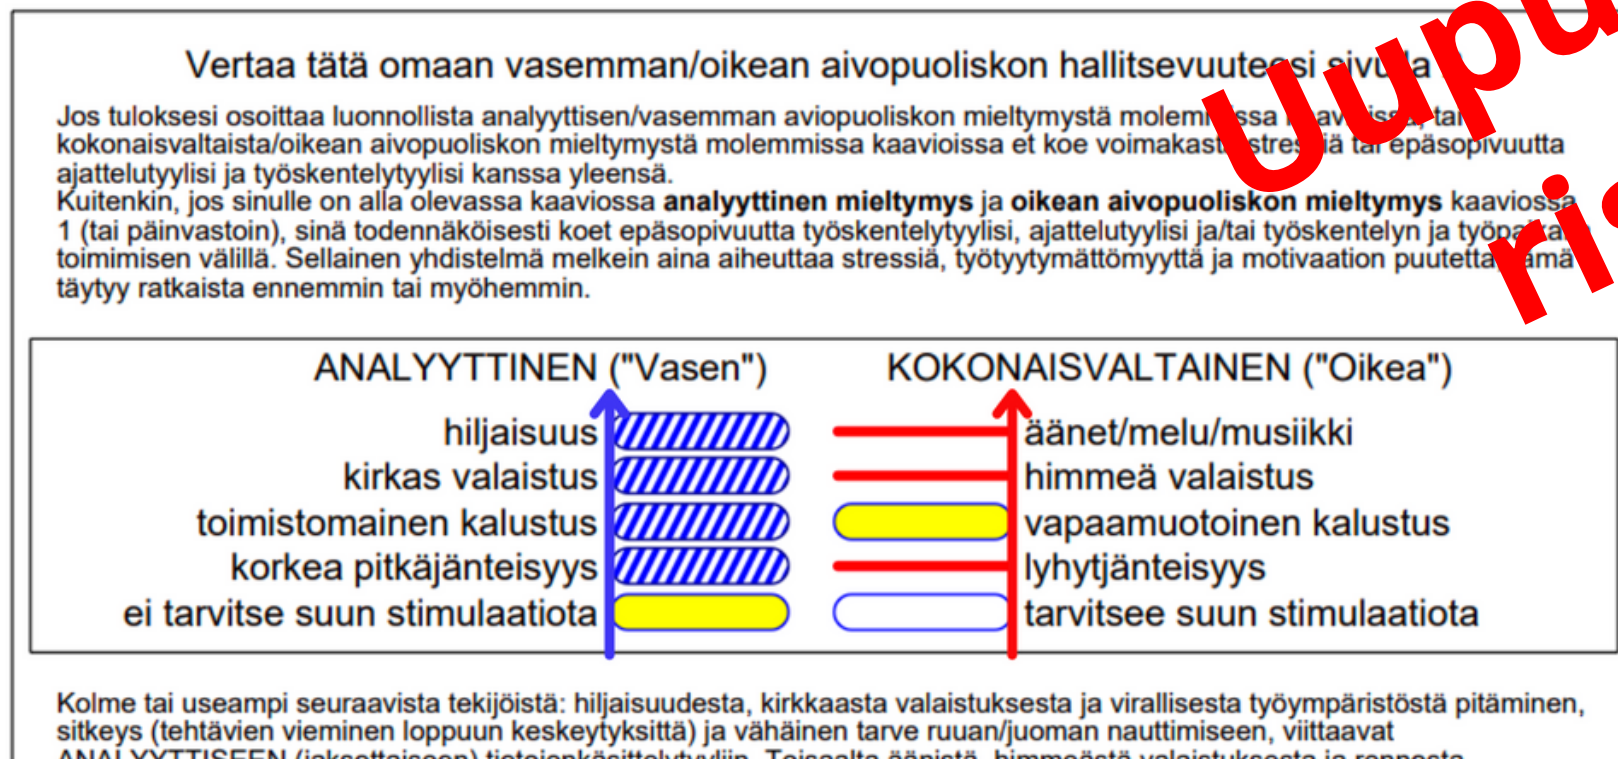 Vertaa tätä omaan vasemman/oikean aivopuoliskon hallitsevuuteesi
Jos tuloksesi osoittaa luonnollista analyyttisen/vasemman aviopuoliskon mieltymystä tai
kokonaisvaltaista/oikean aivopuoliskon mieltymystä molemmissa kaavioissa et koe tai epäsopivuutta
ajattelutyylisi ja työskentelytyylisi kanssa yleensä.
Kuitenkin, jos sinulle on alla olevassa kaaviossa analyyttinen mieltymys ja oikean aivopuoliskon mieltymys kaaviossa
1 (tai päinvastoin), sinä todennäköisesti koet epäsopivuutta työskentelytyylisi, ajattelutyylisi ja/tai työskentelyn ja
toimimisen välillä. Sellainen yhdistelmä melkein aina aiheuttaa stressiä, työtyytymättömyyttä ja motivaation
täytyy ratkaista ennemmin tai myöhemmin.
ANALYYTTINEN ("Vasen") KOKONAISVALTAINEN ("Oikea")
hiljaisuus äänet/melu/musiikki
kirkas valaistus himmeä valaistus
toimistomainen kalustus vapaamuotoinen kalustus
korkea pitkäjänteisyys lyhytjänteisyys
ei tarvitse suun stimulaatiota tarvitsee suun stimulaatiota
Kolme tai useampi seuraavista tekijöistä: hiljaisuudesta, kirkkaasta valaistuksesta ja virallisesta työympäristöstä pitäminen,
sitkeys (tehtävien vieminen loppuun keskeytyksittä) ja vähäinen tarve ruuan/juoman nauttimiseen, viittaavat